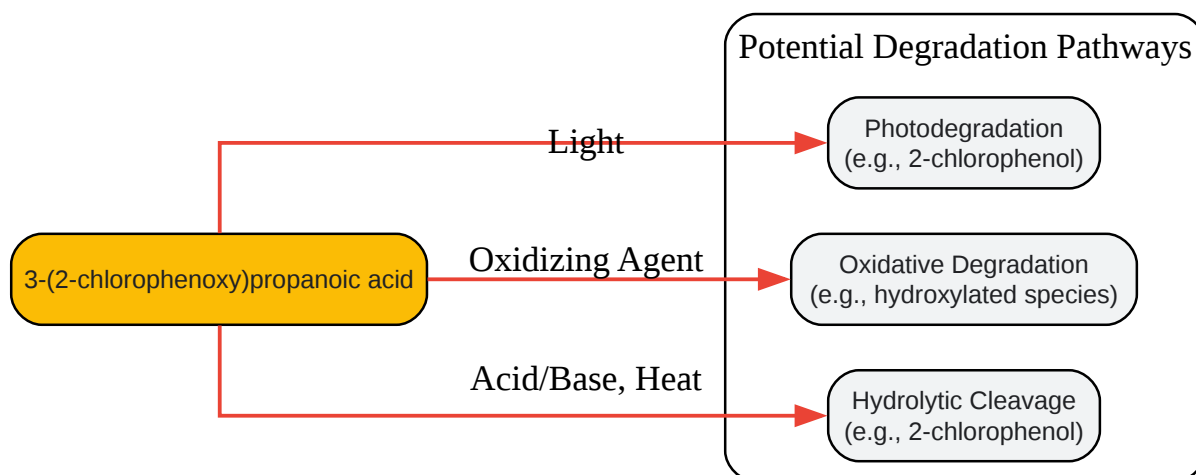 Potential Degradation Pathways
Light
Photodegradation
(e.g., 2-chlorophenol)
3-(2-chlorophenoxy)propanoic acid
Oxidizing Agent
Oxidative Degradation
(e.g., hydroxylated species)
Acid/Base, Heat
Hydrolytic Cleavage
(e.g., 2-chlorophenol)